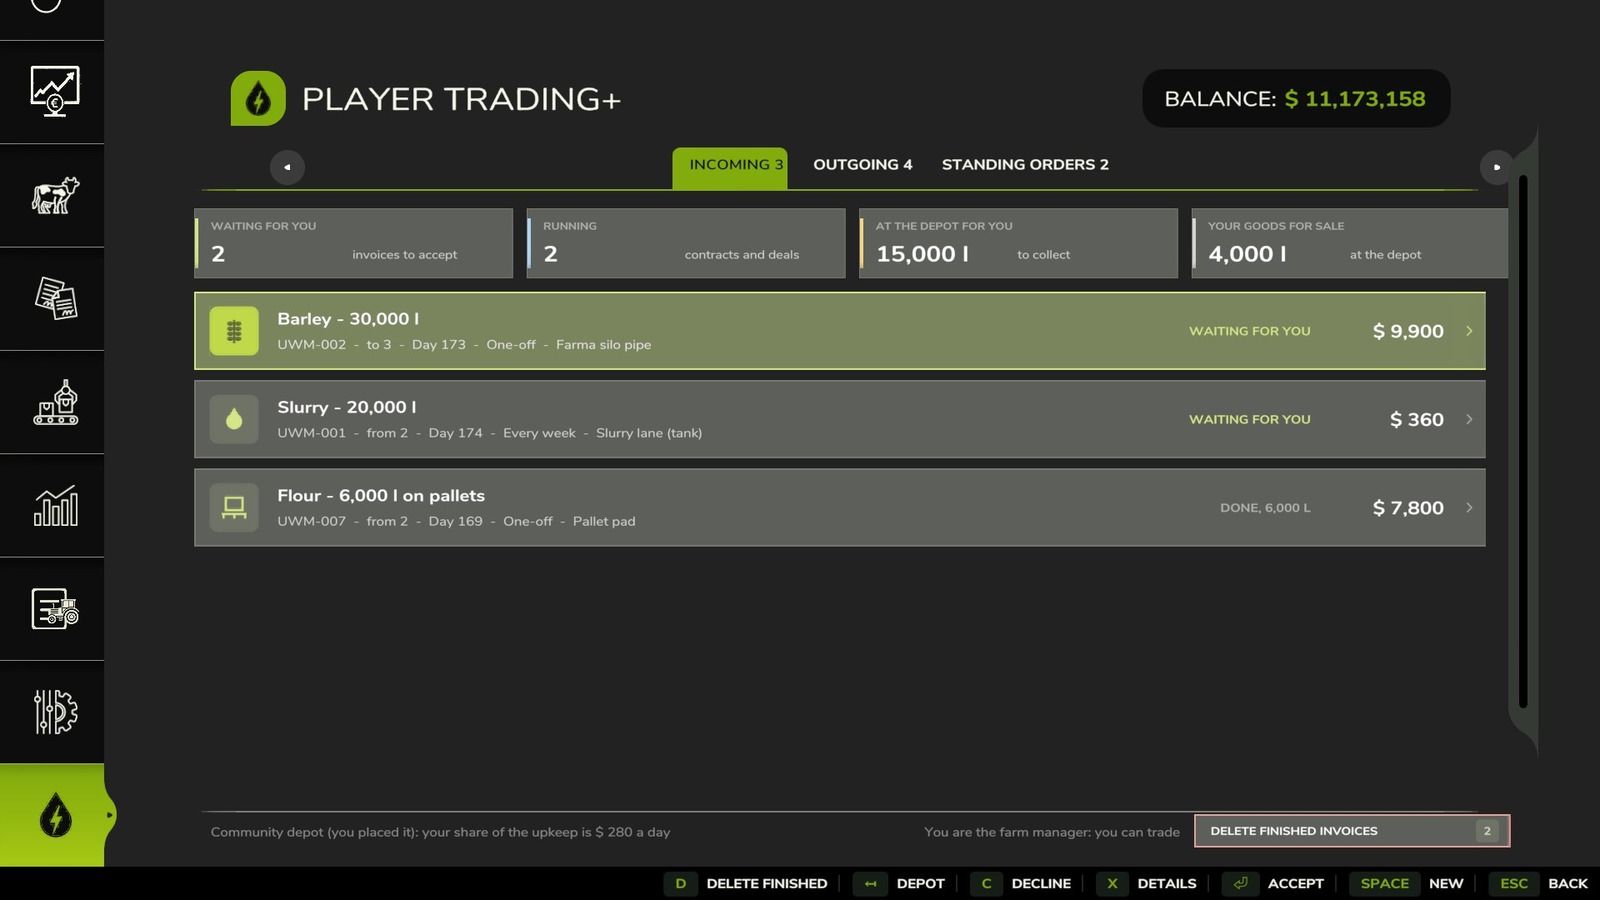 PLAYER TRADING+
BALANCE: $ 11,173,158
INCOMING 3
OUTGOING 4
STANDING ORDERS 2
WAITING FOR YOU
2 invoices to accept
RUNNING
2 contracts and deals
AT THE DEPOT FOR YOU
15,000 l to collect
YOUR GOODS FOR SALE
4,000 l at the depot
Barley - 30,000 l
UWM-002 - to 3 - Day 173 - One-off - Farma silo pipe
WAITING FOR YOU
$ 9,900
Slurry - 20,000 l
UWM-001 - from 2 - Day 174 - Every week - Slurry lane (tank)
WAITING FOR YOU
$ 360
Flour - 6,000 l on pallets
UWM-007 - from 2 - Day 169 - One-off - Pallet pad
DONE, 6,000 L
$ 7,800
Community depot (you placed it): your share of the upkeep is $ 280 a day
You are the farm manager: you can trade
DELETE FINISHED INVOICES 2
D DELETE FINISHED
DEPOT
C DECLINE
X DETAILS
ACCEPT
SPACE NEW
ESC BACK